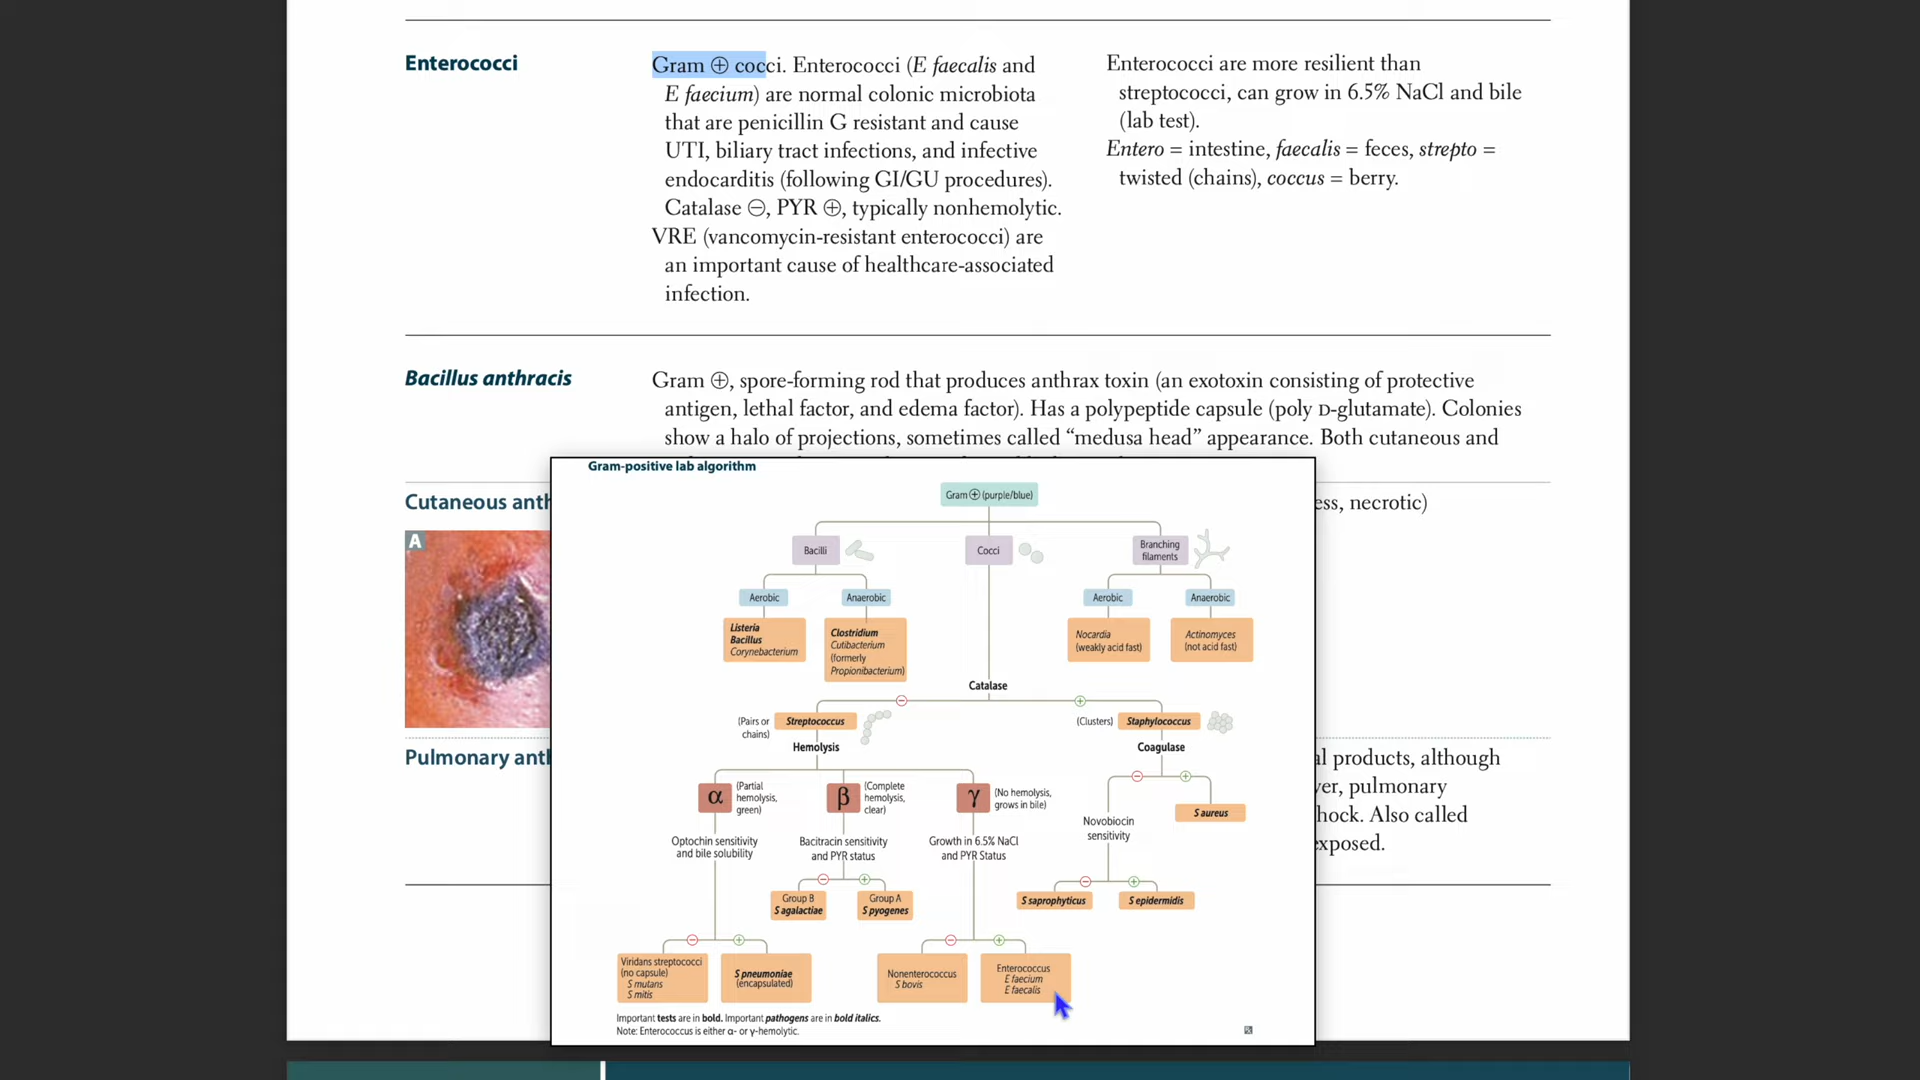 Enterococci
Gram ⊕ cocci. Enterococci (E faecalis and
E faecium) are normal colonic microbiota
that are penicillin G resistant and cause
UTI, biliary tract infections, and infective
endocarditis (following GI/GU procedures).
Catalase ⊖, PYR ⊕, typically nonhemolytic.
VRE (vancomycin-resistant enterococci) are
an important cause of healthcare-associated
infection.
Enterococci are more resilient than
streptococci, can grow in 6.5% NaCl and bile
(lab test).
Entero = intestine, faecalis = feces, strepto =
twisted (chains), coccus = berry.
Bacillus anthracis
Gram ⊕, spore-forming rod that produces anthrax toxin (an exotoxin consisting of protective
antigen, lethal factor, and edema factor). Has a polypeptide capsule (poly D-glutamate). Colonies
show a halo of projections, sometimes called “medusa head” appearance. Both cutaneous and
Cutaneous anth
ess, necrotic)
A
Pulmonary anth
al products, although
ver, pulmonary
hock. Also called
exposed.
Gram-positive lab algorithm
Gram ⊕ (purple/blue)
Bacilli
Cocci
Branching
filaments
Aerobic
Anaerobic
Aerobic
Anaerobic
Listeria
Bacillus
Corynebacterium
Clostridium
Cutibacterium
(formerly
Propionibacterium)
Nocardia
(weakly acid fast)
Actinomyces
(not acid fast)
Catalase
⊖
⊕
(Pairs or
chains)
Streptococcus
(Clusters)
Staphylococcus
Hemolysis
Coagulase
⊖
⊕
α
(Partial
hemolysis,
green)
β
(Complete
hemolysis,
clear)
γ
(No hemolysis,
grows in bile)
S aureus
Novobiocin
sensitivity
Optochin sensitivity
and bile solubility
Bacitracin sensitivity
and PYR status
Growth in 6.5% NaCl
and PYR Status
⊖
⊕
⊖
⊕
Group B
S agalactiae
Group A
S pyogenes
S saprophyticus
S epidermidis
⊖
⊕
⊖
⊕
Viridans streptococci
(no capsule)
S mutans
S mitis
S pneumoniae
(encapsulated)
Nonenterococcus
S bovis
Enterococcus
E faecium
E faecalis
Important tests are in bold. Important pathogens are in bold italics.
Note: Enterococcus is either α- or γ-hemolytic.